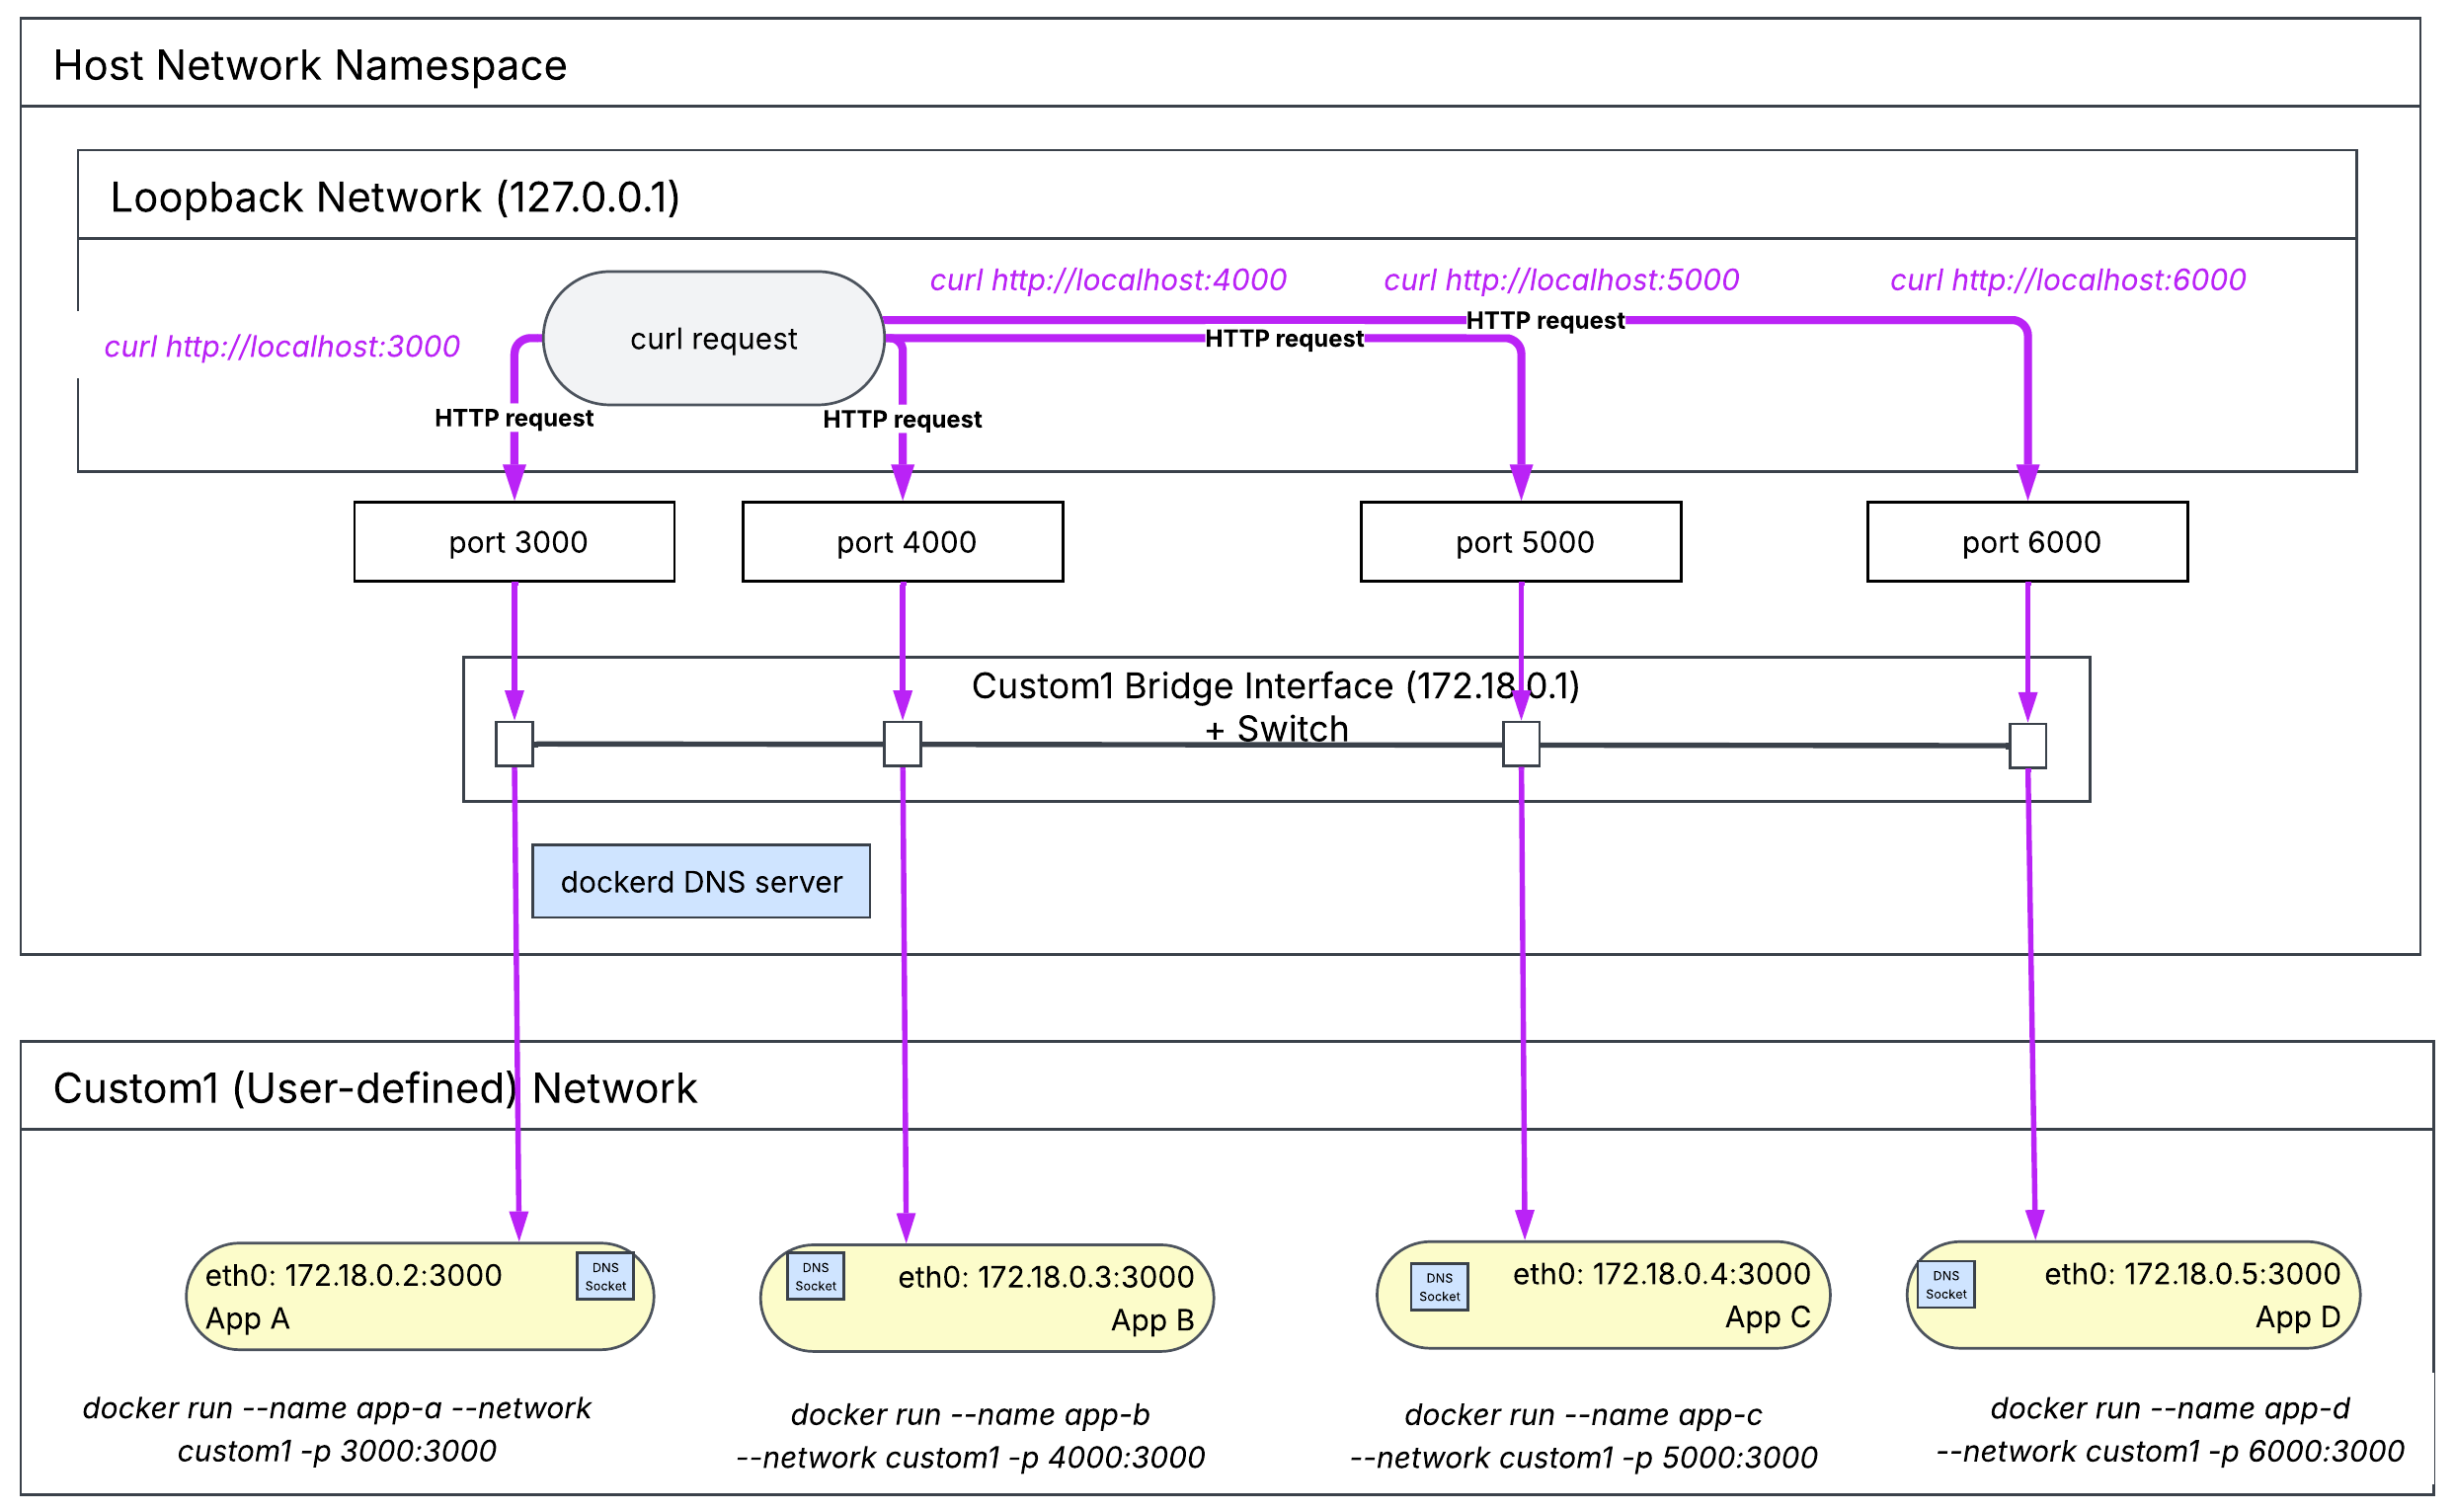 Host Network Namespace
Loopback Network (127.0.0.1)
curl http://localhost:4000
curl http://localhost:5000
curl http://localhost:6000
curl http://localhost:3000
curl request
HTTP request
HTTP request
HTTP request
HTTP request
port 3000
port 4000
port 5000
port 6000
Custom1 Bridge Interface (172.18.0.1)
+ Switch
dockerd DNS server
Custom1 (User-defined) Network
eth0: 172.18.0.2:3000
App A
DNS
Socket
DNS
Socket
eth0: 172.18.0.3:3000
App B
DNS
Socket
eth0: 172.18.0.4:3000
App C
DNS
Socket
eth0: 172.18.0.5:3000
App D
docker run --name app-a --network
custom1 -p 3000:3000
docker run --name app-b
--network custom1 -p 4000:3000
docker run --name app-c
--network custom1 -p 5000:3000
docker run --name app-d
--network custom1 -p 6000:3000